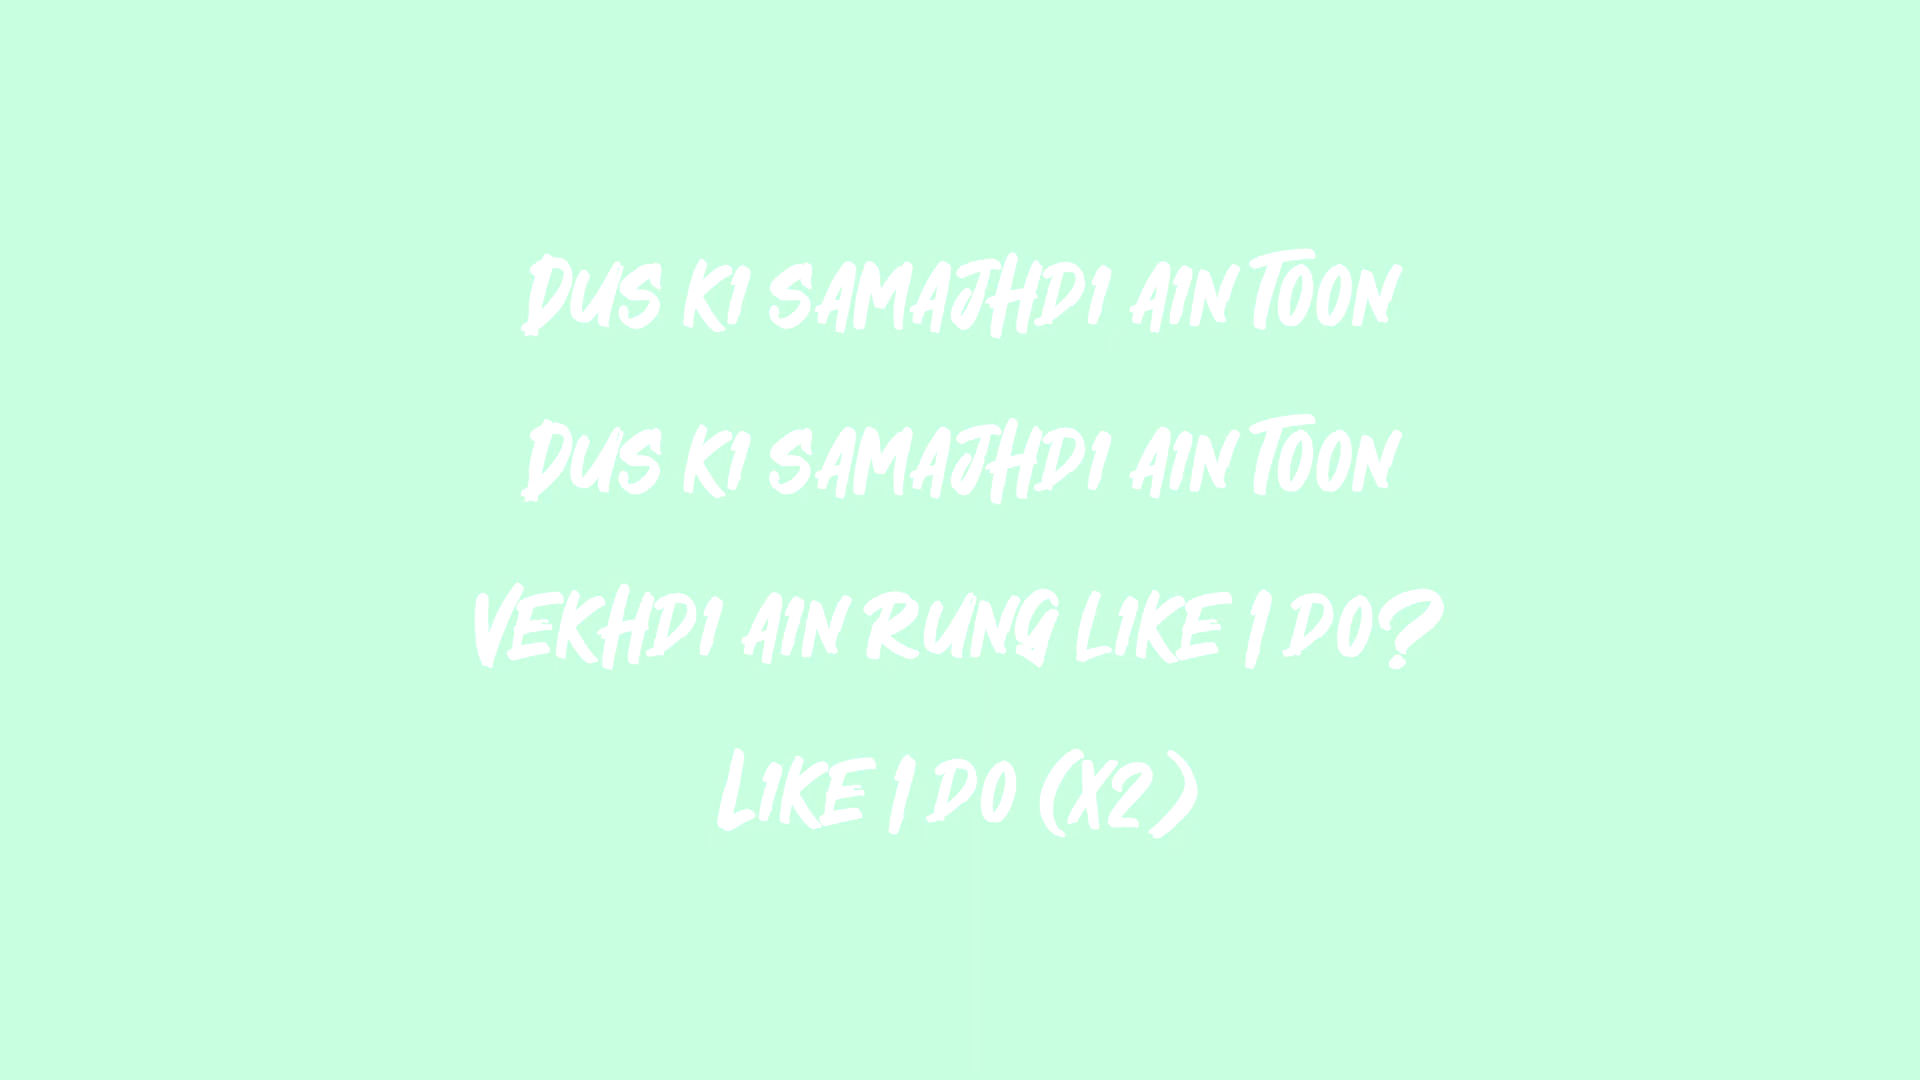 Dus ki samajhdi ain Toon
Dus ki samajhdi ain Toon
Vekhdi ain Rung like I do?
Like I do (x2)